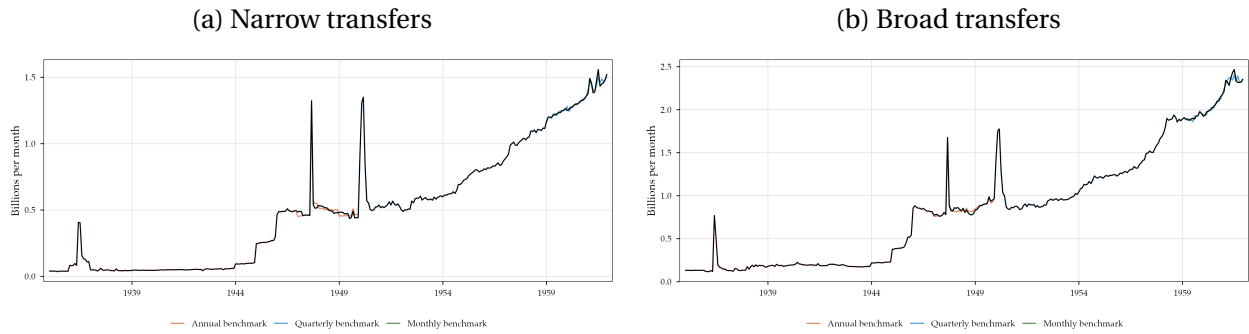 (a) Narrow transfers
Billions per month
1.5
1.0
0.5
0.0
1939 1944 1949 1954 1959
Annual benchmark Quarterly benchmark Monthly benchmark
(b) Broad transfers
Billions per month
2.5
2.0
1.5
1.0
0.5
0.0
1939 1944 1949 1954 1959
Annual benchmark Quarterly benchmark Monthly benchmark